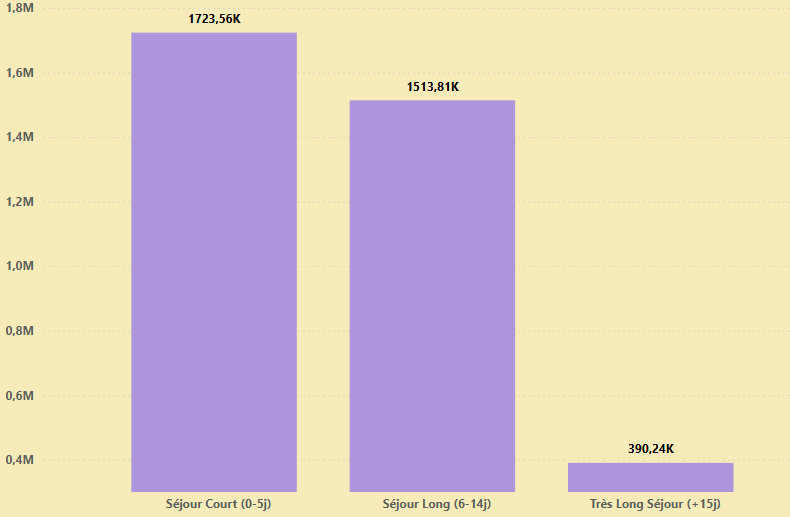 1,8M
1723,56K
1,6M
1513,81K
1,4M
1,2M
1,0M
0,8M
0,6M
390,24K
0,4M
Séjour Court (0-5j)
Séjour Long (6-14j)
Très Long Séjour (+15j)